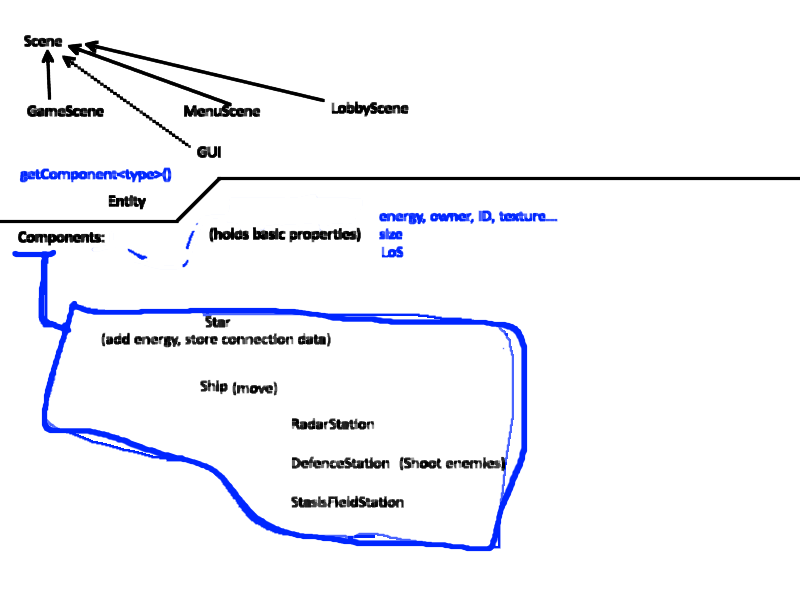 Scene
GameScene
MenuScene
LobbyScene
GUI
getComponent<type>()
Entity
Components:
(holds basic properties)
energy, owner, ID, texture...
size
LoS
Star
(add energy, store connection data)
Ship (move)
RadarStation
DefenceStation (Shoot enemies)
StasisFieldStation